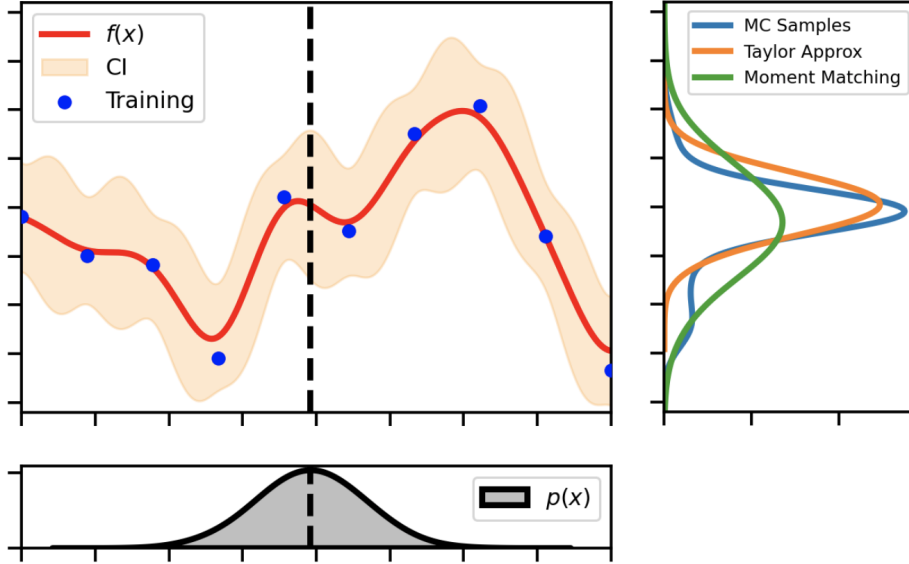 f(x)
CI
Training
MC Samples
Taylor Approx
Moment Matching
p(x)